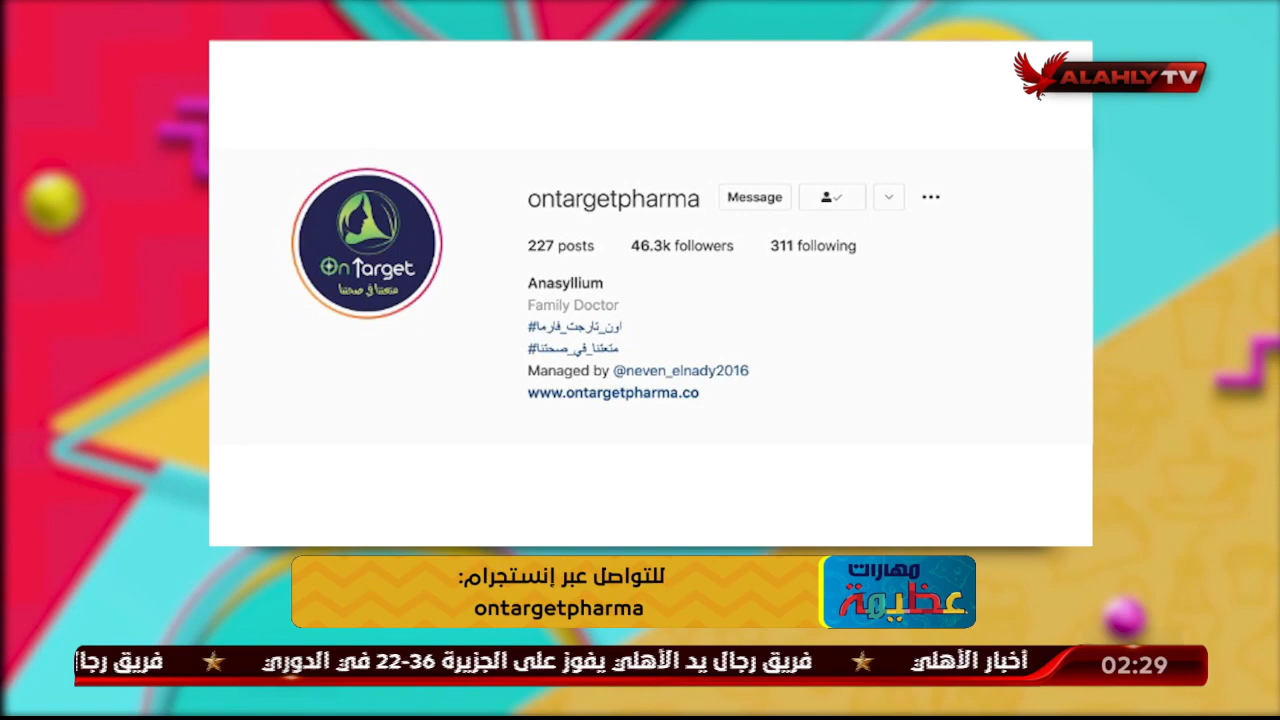 ALAHLY TV
On Target
متعتنا في صحتنا
ontargetpharma
Message
227 posts 46.3k followers 311 following
Anasyllium
Family Doctor
#اون_تارجت_فارما
#متعتنا_في_صحتنا
Managed by @neven_elnady2016
www.ontargetpharma.co
للتواصل عبر إنستجرام:
ontargetpharma
مهارات
عظيمة
أخبار الأهلي ★ فريق رجال يد الأهلي يفوز على الجزيرة 36-22 في الدوري ★ فريق
02:29